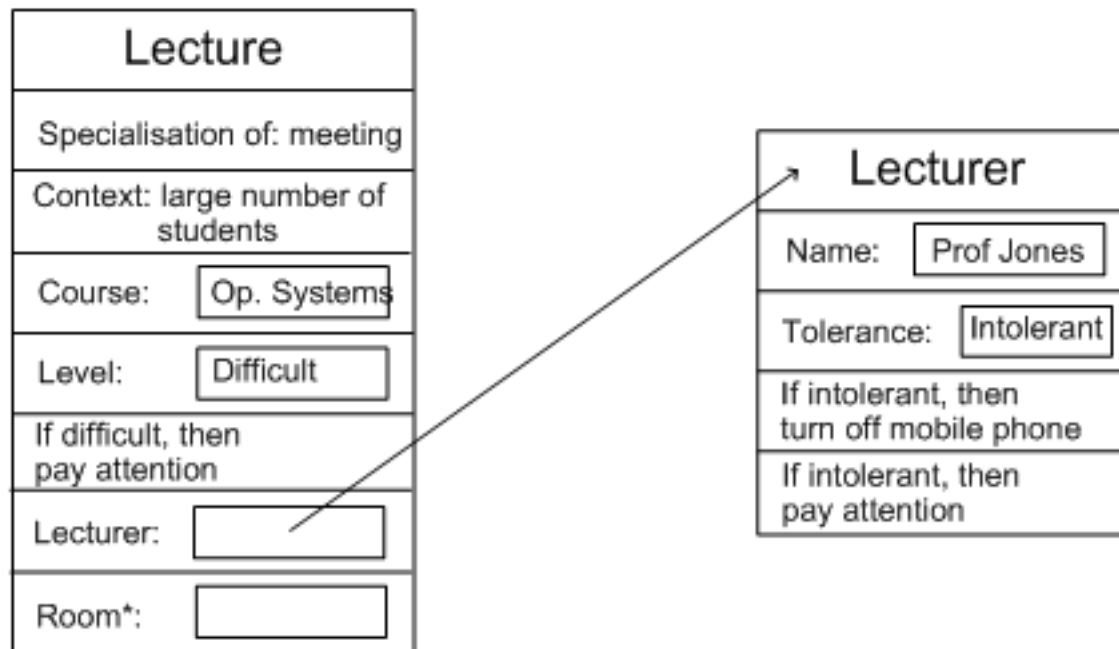 Lecture
Specialisation of: meeting
Context: large number of
students
Course: Op. Systems
Level: Difficult
If difficult, then
pay attention
Lecturer:
Room*:
Lecturer
Name: Prof Jones
Tolerance: Intolerant
If intolerant, then
turn off mobile phone
If intolerant, then
pay attention